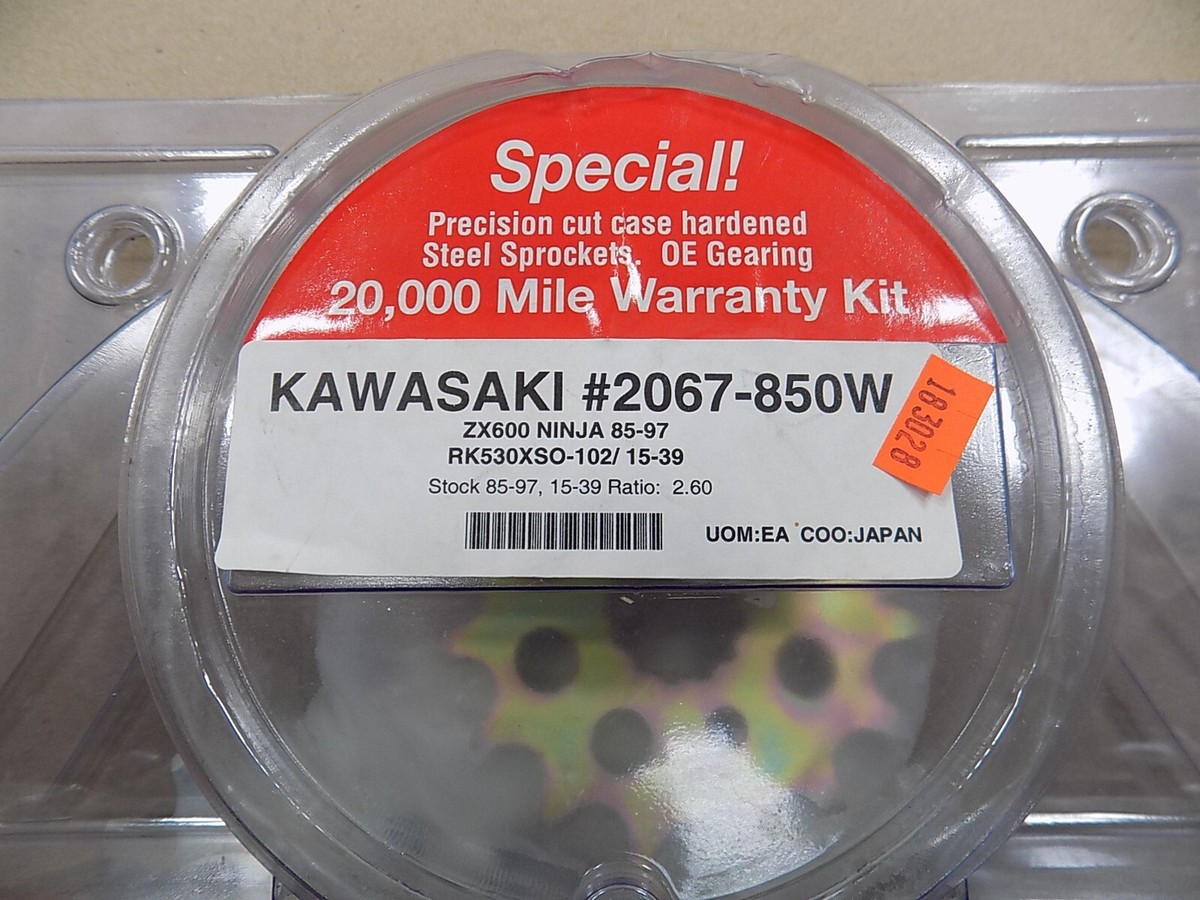 Special!
Precision cut case hardened
Steel Sprockets. OE Gearing
20,000 Mile Warranty Kit
KAWASAKI #2067-850W
183028
ZX600 NINJA 85-97
RK530XSO-102/ 15-39
Stock 85-97, 15-39 Ratio: 2.60
UOM:EA COO:JAPAN